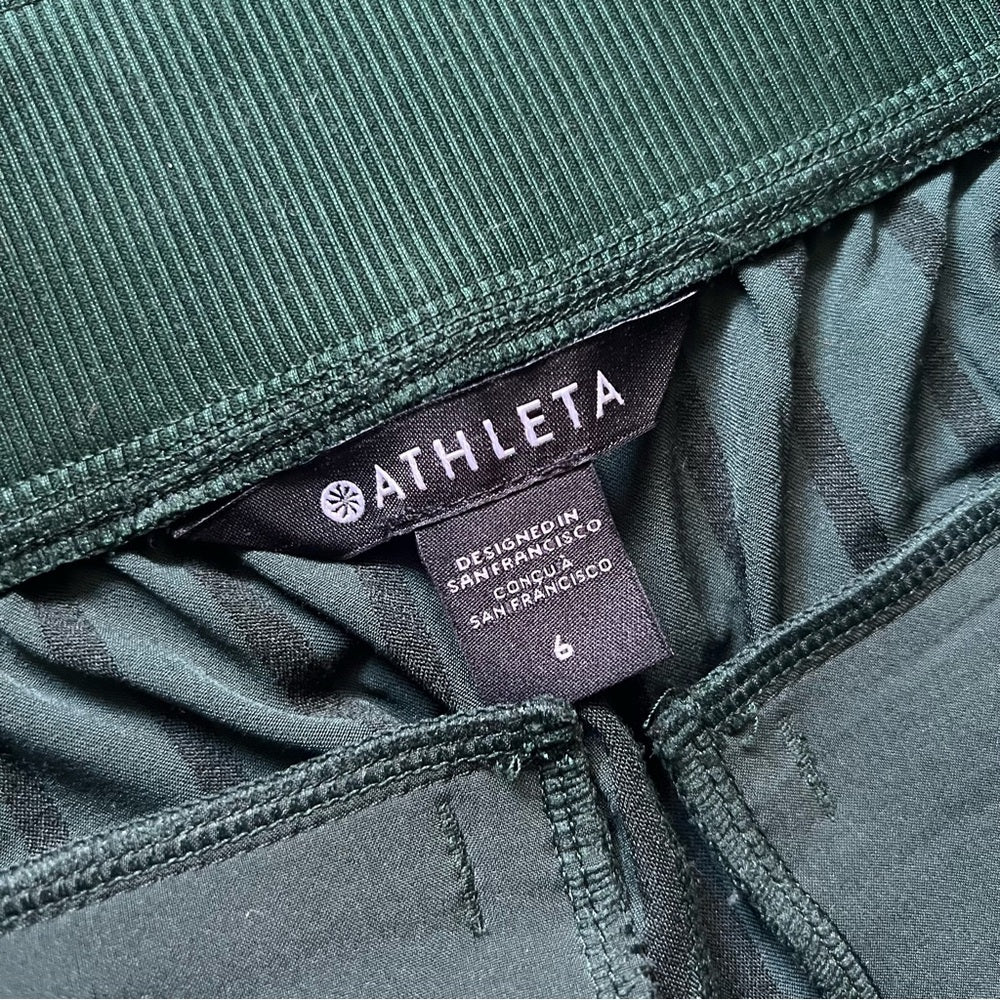 ATHLETA
DESIGNED IN
SAN FRANCISCO
CONÇU À
SAN FRANCISCO
6